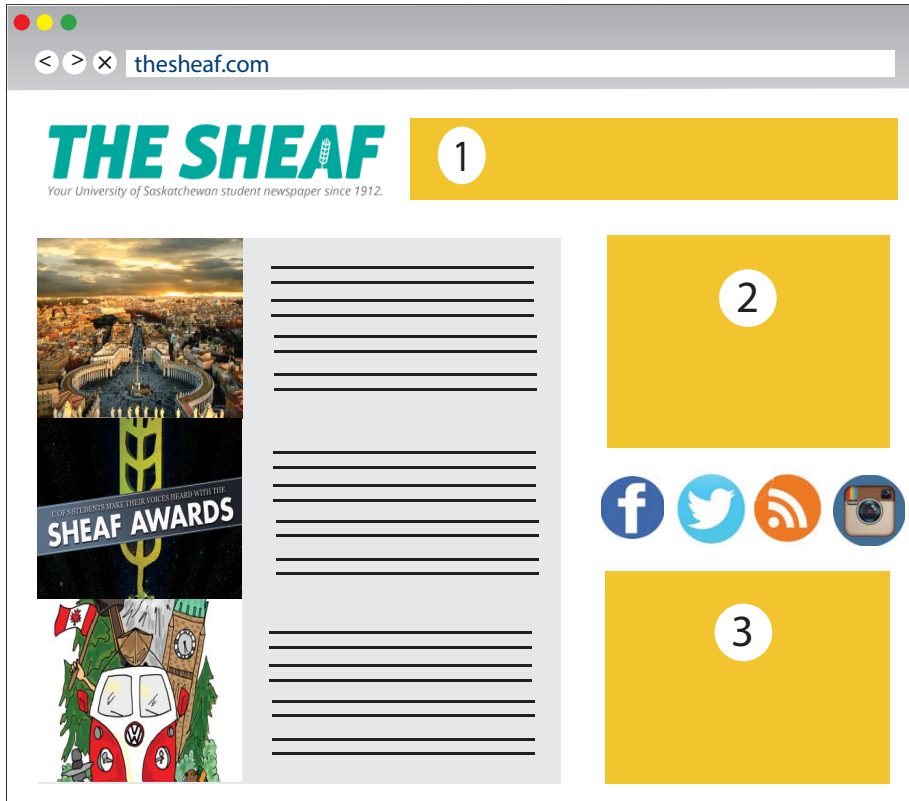 < > × thesheaf.com
THE SHEAF
Your University of Saskatchewan student newspaper since 1912.
1
2
U OF S STUDENTS MAKE THEIR VOICES HEARD WITH THE
SHEAF AWARDS
3